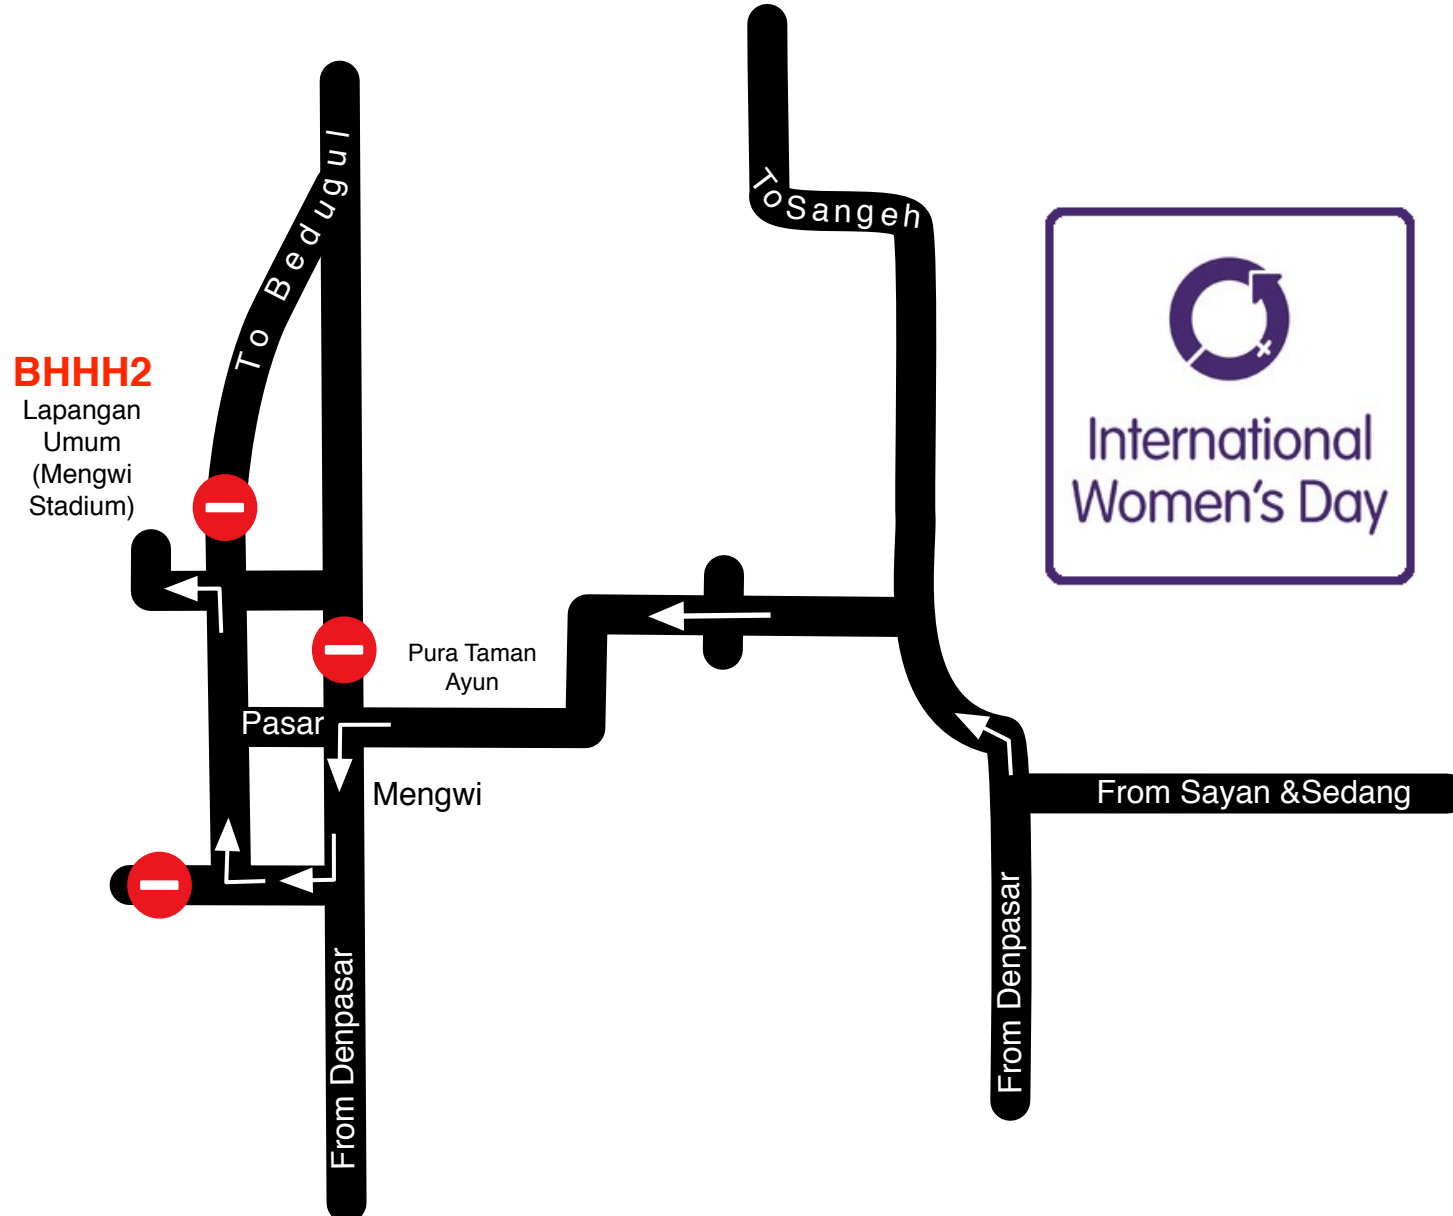 To Bedugul
ToSangeh
BHHH2
Lapangan
Umum
(Mengwi
Stadium)
International
Women's Day
Pura Taman
Ayun
Pasar
Mengwi
From Sayan &Sedang
From Denpasar
From Denpasar